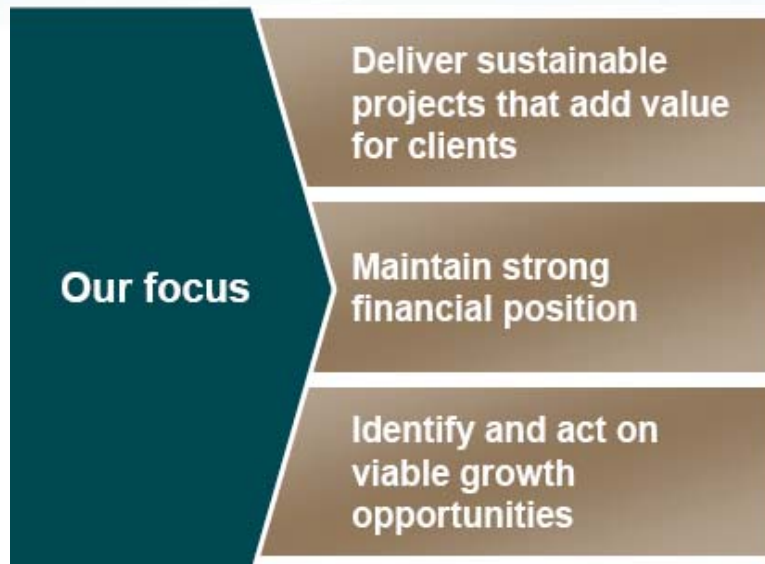 Our focus
Deliver sustainable
projects that add value
for clients
Maintain strong
financial position
Identify and act on
viable growth
opportunities